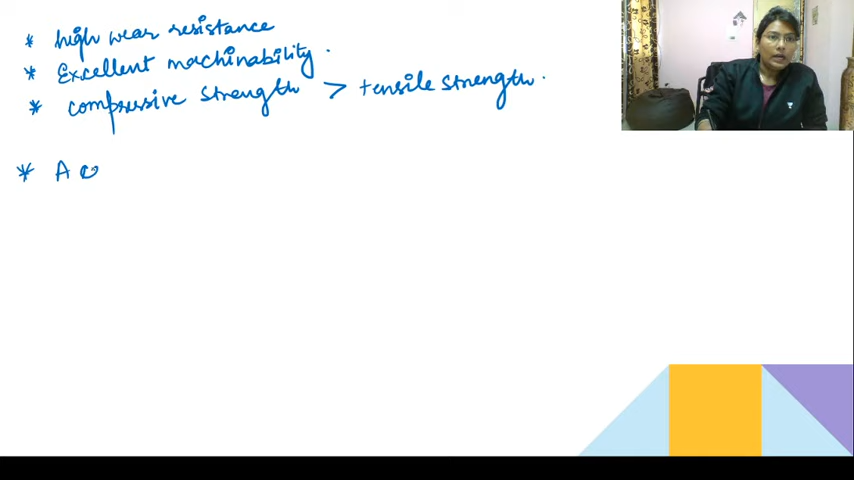 * high wear resistance
* Excellent machinability.
* compressive strength > tensile strength.
* A